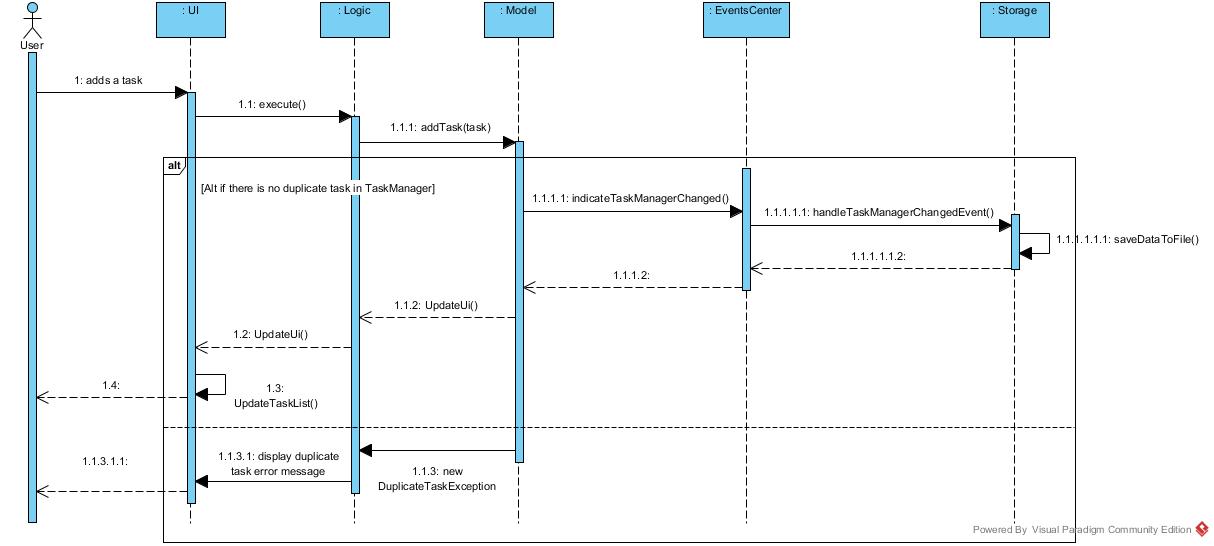 : UI
: Logic
: Model
: EventsCenter
: Storage
User
1: adds a task
1.1: execute()
1.1.1: addTask(task)
alt
[Alt if there is no duplicate task in TaskManager]
1.1.1.1: indicateTaskManagerChanged()
1.1.1.1.1: handleTaskManagerChangedEvent()
1.1.1.1.1.1: saveDataToFile()
1.1.1.1.1.2:
1.1.1.2:
1.1.2: UpdateUi()
1.2: UpdateUi()
1.3:
UpdateTaskList()
1.4:
1.1.3.1: display duplicate
task error message
1.1.3: new
DuplicateTaskException
1.1.3.1.1:
Powered By Visual Paradigm Community Edition